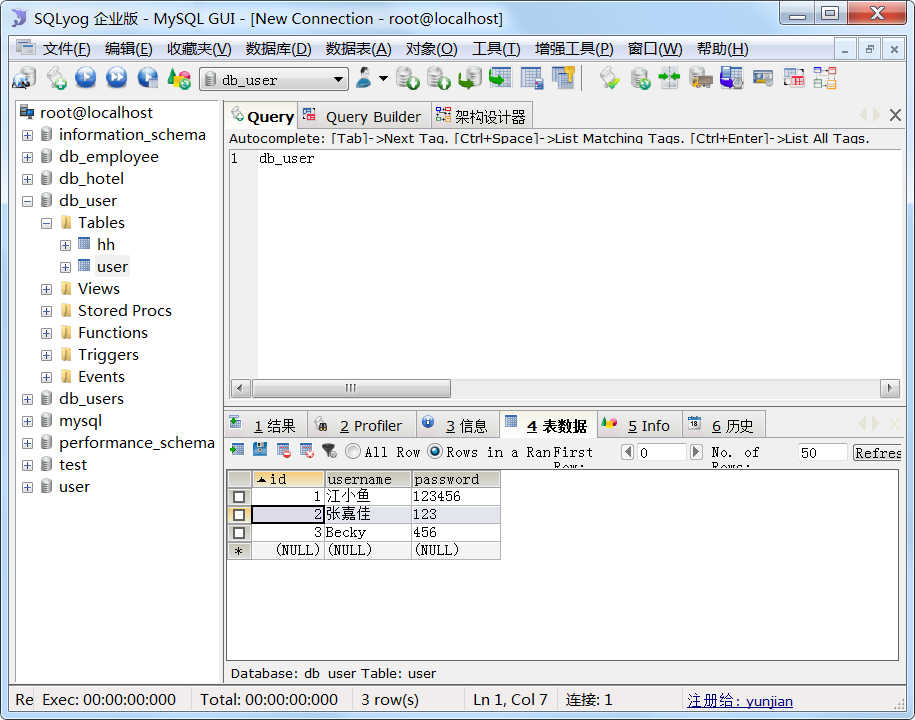 SQLyog 企业版 - MySQL GUI - [New Connection - root@localhost]
文件(F) 编辑(E) 收藏夹(V) 数据库(D) 数据表(A) 对象(O) 工具(T) 增强工具(P) 窗口(W) 帮助(H)
db_user
root@localhost
information_schema
db_employee
db_hotel
db_user
Tables
hh
user
Views
Stored Procs
Functions
Triggers
Events
db_users
mysql
performance_schema
test
user
Query Query Builder 架构设计器
Autocomplete: [Tab]->Next Tag. [Ctrl+Space]->List Matching Tags. [Ctrl+Enter]->List All Tags.
1 db_user
1 结果 2 Profiler 3 信息 4 表数据 5 Info 6 历史
All Row Rows in a Ran First Row: 0 No. of Rows: 50 Refres
id username password
1 江小鱼 123456
2 张嘉佳 123
3 Becky 456
* (NULL) (NULL) (NULL)
Database: db_user Table: user
Re Exec: 00:00:00:000 Total: 00:00:00:000 3 row(s) Ln 1, Col 7 连接: 1 注册给: yunjian